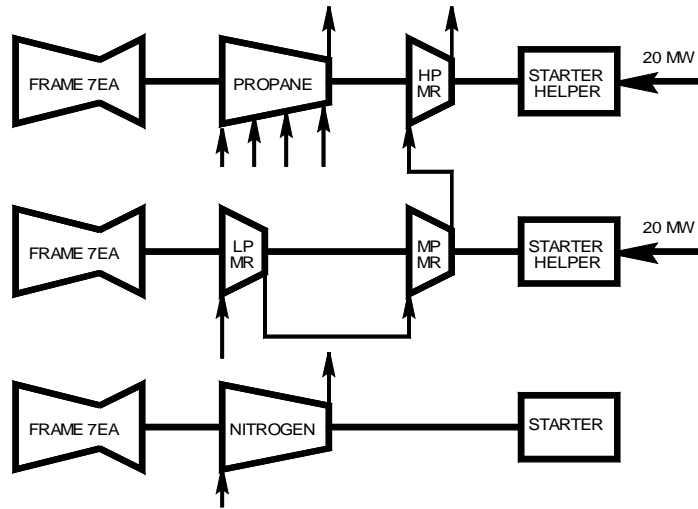 FRAME 7EA
PROPANE
HP
MR
STARTER
HELPER
20 MW
FRAME 7EA
LP
MR
MP
MR
STARTER
HELPER
20 MW
FRAME 7EA
NITROGEN
STARTER